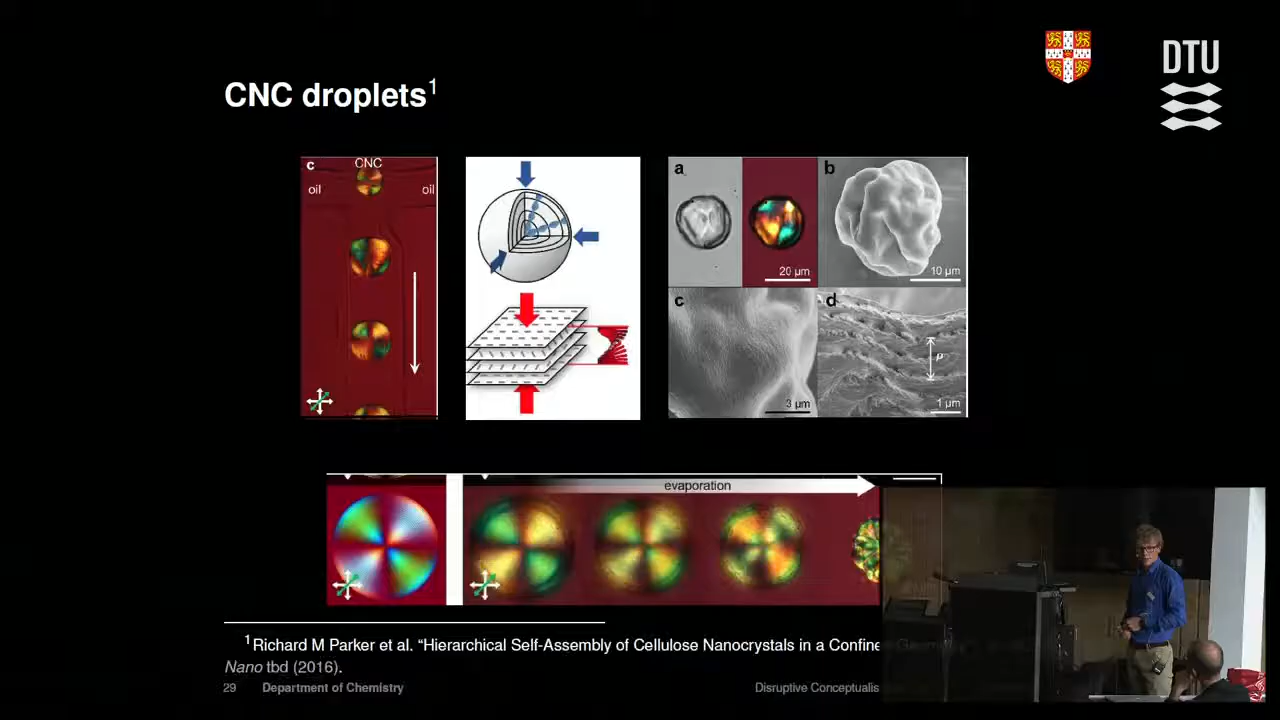 DTU
CNC droplets1
c
CNC
oil
oil
a
20 µm
b
10 µm
c
3 µm
d
p
1 µm
evaporation
1Richard M Parker et al. “Hierarchical Self-Assembly of Cellulose Nanocrystals in a Confine
Nano tbd (2016).
29 Department of Chemistry
Disruptive Conceptualis